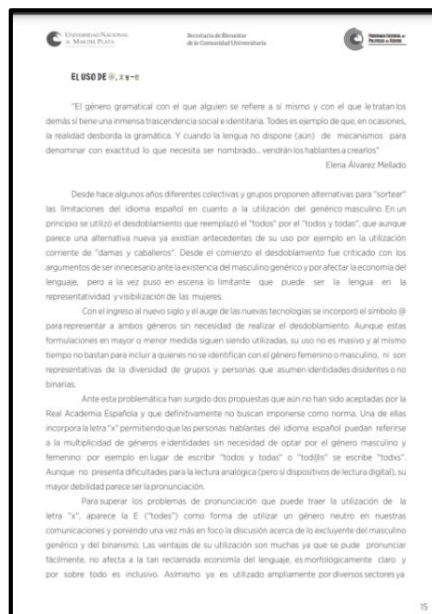 UNIVERSIDAD NACIONAL
DE MAR DEL PLATA
Secretaría de Bienestar
de la Comunidad Universitaria
EL USO DE @, X y -e
"El género gramatical con el que alguien se refiere a sí mismo y con el que le tratan los
demás sí tiene una inmensa trascendencia social e identitaria. Todes es ejemplo de que, en ocasiones,
la realidad desborda la gramática. Y cuando la lengua no dispone (aún) de mecanismos para
denominar con exactitud lo que necesita ser nombrado... vendrán los hablantes a crearlos"
Elena Álvarez Mellado
Desde hace algunos años diferentes colectivas y grupos proponen alternativas para "sortear"
las limitaciones del idioma español en cuanto a la utilización del genérico masculino. En un
principio se utilizó el desdoblamiento que reemplazó el "todos" por el "todos y todas", que aunque
parece una alternativa nueva ya existían antecedentes de su uso por ejemplo en la utilización
corriente de "damas y caballeros". Desde el comienzo el desdoblamiento fue criticado con los
argumentos de ser innecesario ante la existencia del masculino genérico y por afectar la economía del
lenguaje, pero a la vez puso en escena lo limitante que puede ser la lengua en la
representatividad y visibilización de las mujeres.
Con el ingreso al nuevo siglo y el auge de las nuevas tecnologías se incorporó el símbolo @
para representar a ambos géneros sin necesidad de realizar el desdoblamiento. Aunque estas
formulaciones en mayor o menor medida siguen siendo utilizadas, su uso no es masivo y al mismo
tiempo no bastan para incluir a quienes no se identifican con el género femenino o masculino, ni son
representativas de la diversidad de grupos y personas que asumen identidades disidentes o no
binarias.
Ante esta problemática han surgido dos propuestas que aún no han sido aceptadas por la
Real Academia Española y que definitivamente no buscan imponerse como norma. Una de ellas
incorpora la letra "x" permitiendo que las personas hablantes del idioma español puedan referirse
a la multiplicidad de géneros e identidades sin necesidad de optar por el género masculino y
femenino: por ejemplo en lugar de escribir "todos y todas" o "tod@s" se escribe "todxs".
Aunque no presenta dificultades para la lectura analógica (pero sí dispositivos de lectura digital), su
mayor debilidad parece ser la pronunciación.
Para superar los problemas de pronunciación que puede traer la utilización de la
letra "x", aparece la E ("todes") como forma de utilizar un género neutro en nuestras
comunicaciones y poniendo una vez más en foco la discusión acerca de lo excluyente del masculino
genérico y del binarismo. Las ventajas de su utilización son muchas ya que se pude pronunciar
fácilmente, no afecta a la tan reclamada economía del lenguaje, es morfológicamente claro y
por sobre todo es inclusivo. Asimismo ya es utilizado ampliamente por diversos sectores ya
15